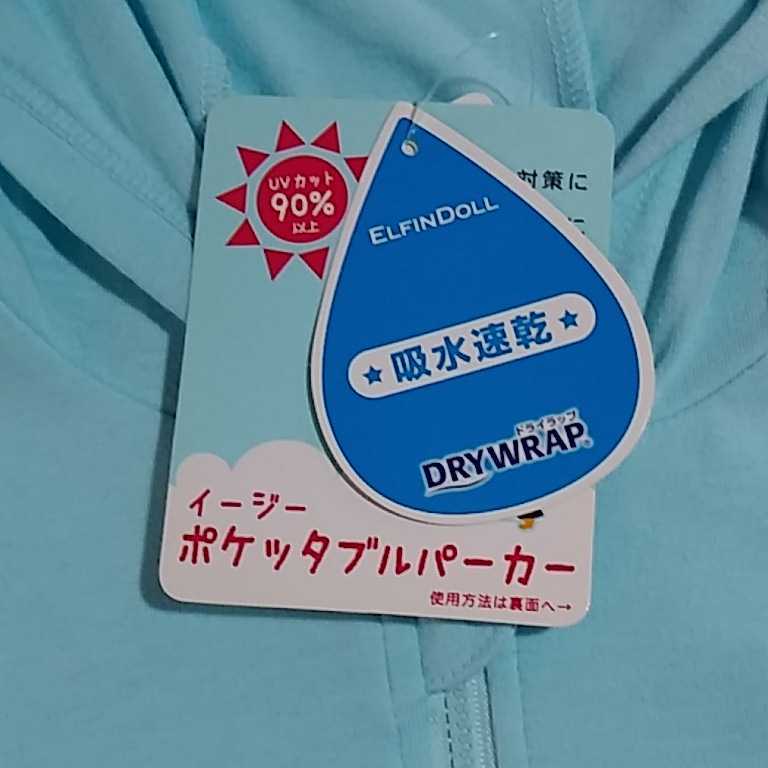 UVカット
90%
以上
対策に
に
ELFINDOLL
吸水速乾
ドライラップ
DRYWRAP®
イージー
ポケッタブルパーカー
使用方法は裏面へ→